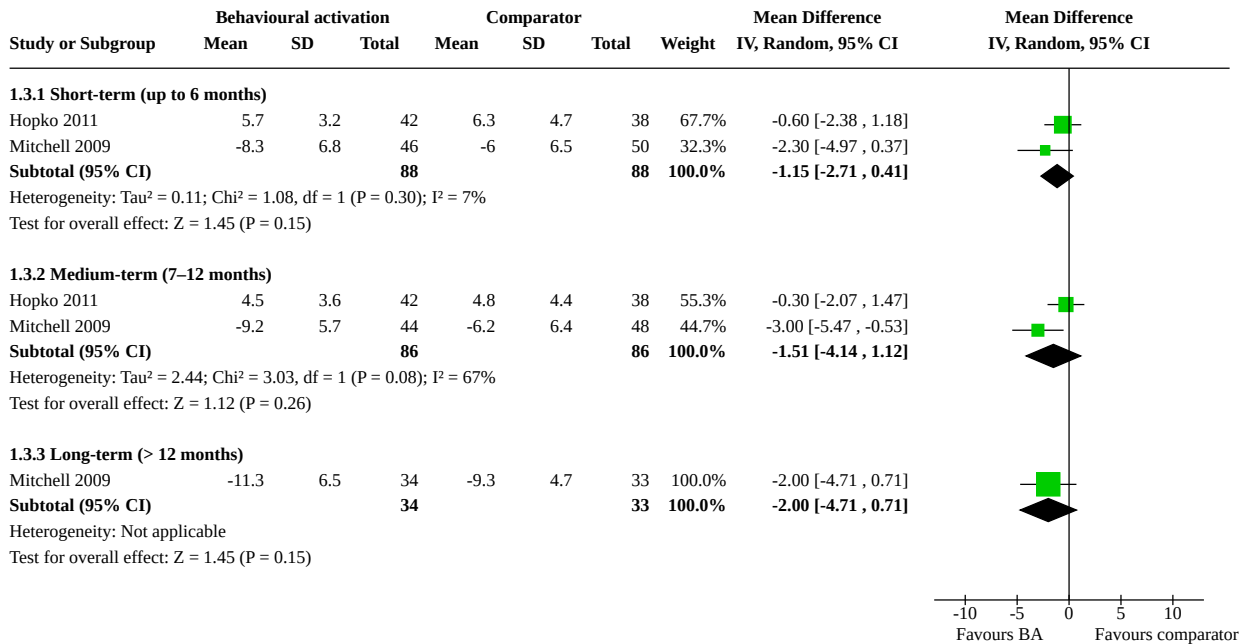 Behavioural activation Comparator Mean Difference Mean Difference
Study or Subgroup Mean SD Total Mean SD Total Weight IV, Random, 95% CI IV, Random, 95% CI
1.3.1 Short-term (up to 6 months)
Hopko 2011 5.7 3.2 42 6.3 4.7 38 67.7% -0.60 [-2.38 , 1.18]
Mitchell 2009 -8.3 6.8 46 -6 6.5 50 32.3% -2.30 [-4.97 , 0.37]
Subtotal (95% CI) 88 88 100.0% -1.15 [-2.71 , 0.41]
Heterogeneity: Tau² = 0.11; Chi² = 1.08, df = 1 (P = 0.30); I² = 7%
Test for overall effect: Z = 1.45 (P = 0.15)
1.3.2 Medium-term (7–12 months)
Hopko 2011 4.5 3.6 42 4.8 4.4 38 55.3% -0.30 [-2.07 , 1.47]
Mitchell 2009 -9.2 5.7 44 -6.2 6.4 48 44.7% -3.00 [-5.47 , -0.53]
Subtotal (95% CI) 86 86 100.0% -1.51 [-4.14 , 1.12]
Heterogeneity: Tau² = 2.44; Chi² = 3.03, df = 1 (P = 0.08); I² = 67%
Test for overall effect: Z = 1.12 (P = 0.26)
1.3.3 Long-term (> 12 months)
Mitchell 2009 -11.3 6.5 34 -9.3 4.7 33 100.0% -2.00 [-4.71 , 0.71]
Subtotal (95% CI) 34 33 100.0% -2.00 [-4.71 , 0.71]
Heterogeneity: Not applicable
Test for overall effect: Z = 1.45 (P = 0.15)
-10 -5 0 5 10
Favours BA Favours comparator